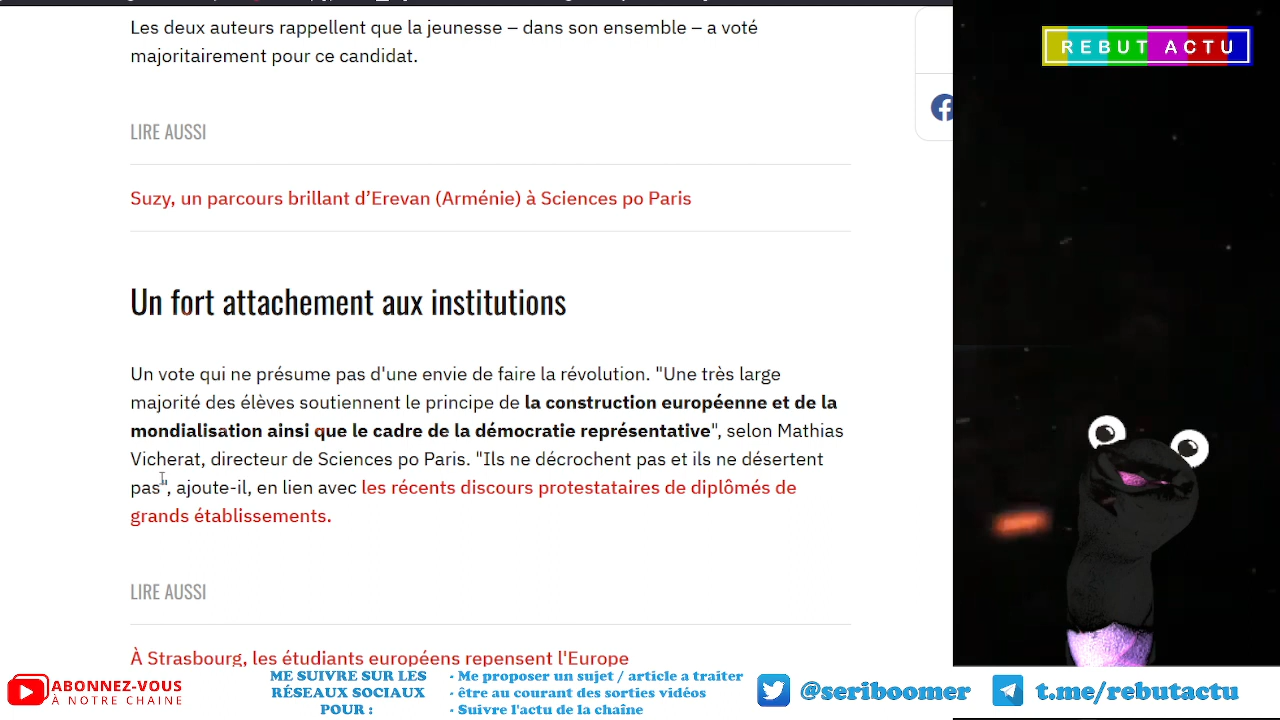 Les deux auteurs rappellent que la jeunesse – dans son ensemble – a voté
majoritairement pour ce candidat.
LIRE AUSSI
Suzy, un parcours brillant d’Erevan (Arménie) à Sciences po Paris
Un fort attachement aux institutions
Un vote qui ne présume pas d'une envie de faire la révolution. "Une très large
majorité des élèves soutiennent le principe de la construction européenne et de la
mondialisation ainsi que le cadre de la démocratie représentative", selon Mathias
Vicherat, directeur de Sciences po Paris. "Ils ne décrochent pas et ils ne désertent
pas", ajoute-il, en lien avec les récents discours protestataires de diplômés de
grands établissements.
LIRE AUSSI
À Strasbourg, les étudiants européens repensent l'Europe
REBUT ACTU
ABONNEZ-VOUS
À NOTRE CHAINE
ME SUIVRE SUR LES
RÉSEAUX SOCIAUX
POUR :
- Me proposer un sujet / article a traiter
- être au courant des sorties vidéos
- Suivre l'actu de la chaîne
@seriboomer
t.me/rebutactu